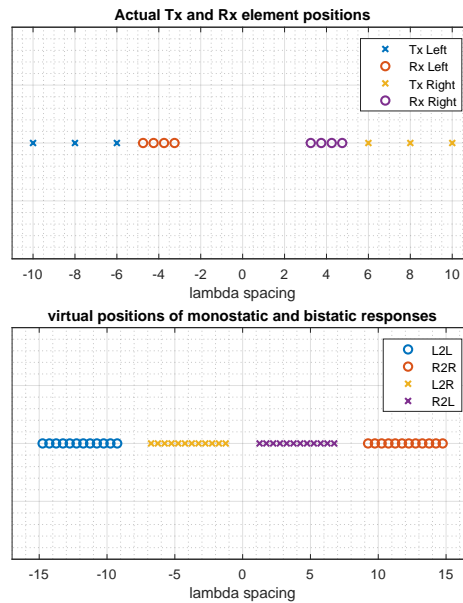 Actual Tx and Rx element positions
Tx Left
Rx Left
Tx Right
Rx Right
-10 -8 -6 -4 -2 0 2 4 6 8 10
lambda spacing
virtual positions of monostatic and bistatic responses
L2L
R2R
L2R
R2L
-15 -10 -5 0 5 10 15
lambda spacing